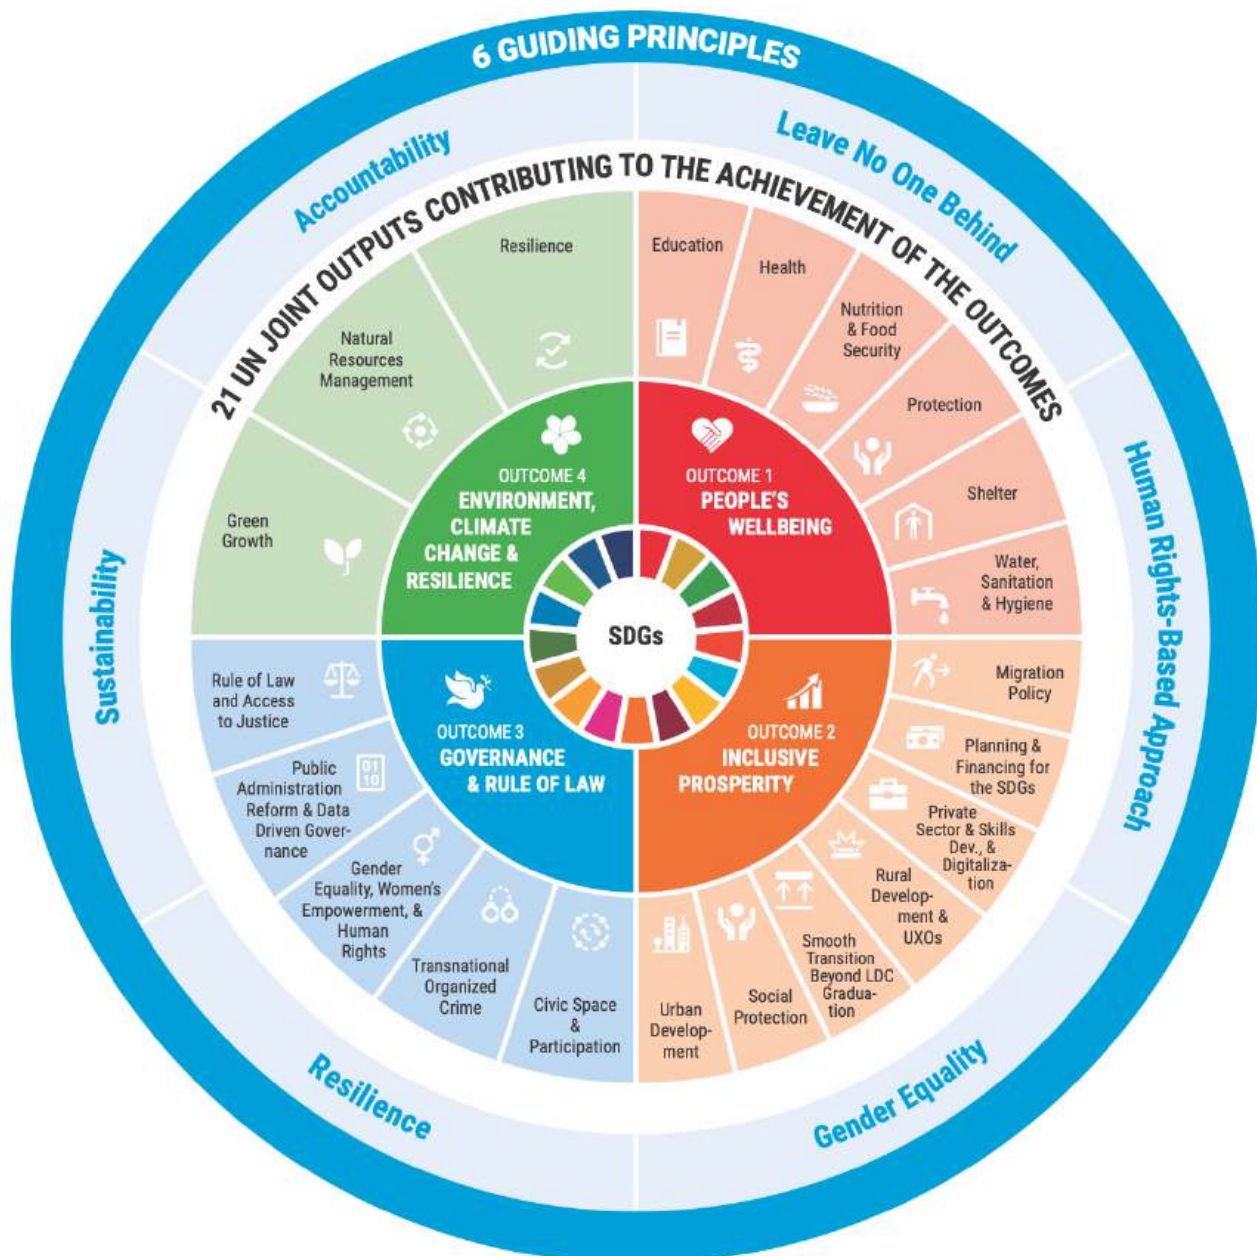 6 GUIDING PRINCIPLES
Accountability
Leave No One Behind
Human Rights-Based Approach
Gender Equality
Resilience
Sustainability
21 UN JOINT OUTPUTS CONTRIBUTING TO THE ACHIEVEMENT OF THE OUTCOMES
OUTCOME 1
PEOPLE'S
WELLBEING
Education
Health
Nutrition
& Food
Security
Protection
Shelter
Water,
Sanitation
& Hygiene
OUTCOME 2
INCLUSIVE
PROSPERITY
Migration
Policy
Planning &
Financing for
the SDGs
Private
Sector & Skills
Dev., &
Digitaliza-
tion
Rural
Develop-
ment &
UXOs
Smooth
Transition
Beyond LDC
Gradua-
tion
Social
Protection
Urban
Develop-
ment
OUTCOME 3
GOVERNANCE
& RULE OF LAW
Civic Space
&
Participation
Transnational
Organized
Crime
Gender
Equality, Women's
Empowerment, &
Human
Rights
Public
Administration
Reform & Data
Driven Gover-
nance
01
10
Rule of Law
and Access
to Justice
OUTCOME 4
ENVIRONMENT,
CLIMATE
CHANGE &
RESILIENCE
Green
Growth
Natural
Resources
Management
Resilience
SDGs